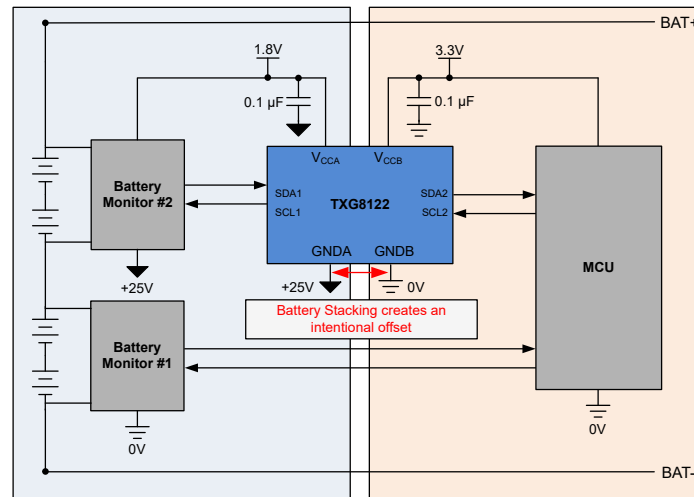 BAT+
1.8V
3.3V
0.1 µF
0.1 µF
VCCA
VCCB
Battery
Monitor #2
SDA1
SCL1
TXG8122
SDA2
SCL2
GNDA
GNDB
MCU
+25V
+25V
0V
Battery Stacking creates an
intentional offset
Battery
Monitor #1
0V
0V
BAT-